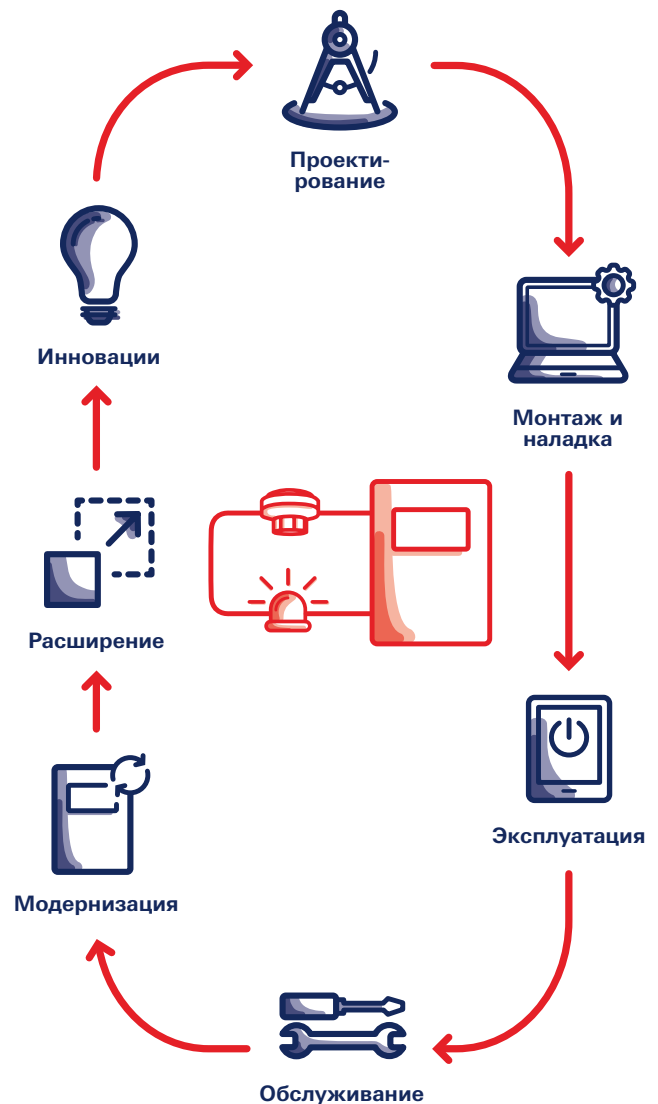 Проекти-
рование
Монтаж и
наладка
Эксплуатация
Обслуживание
Модернизация
Расширение
Инновации